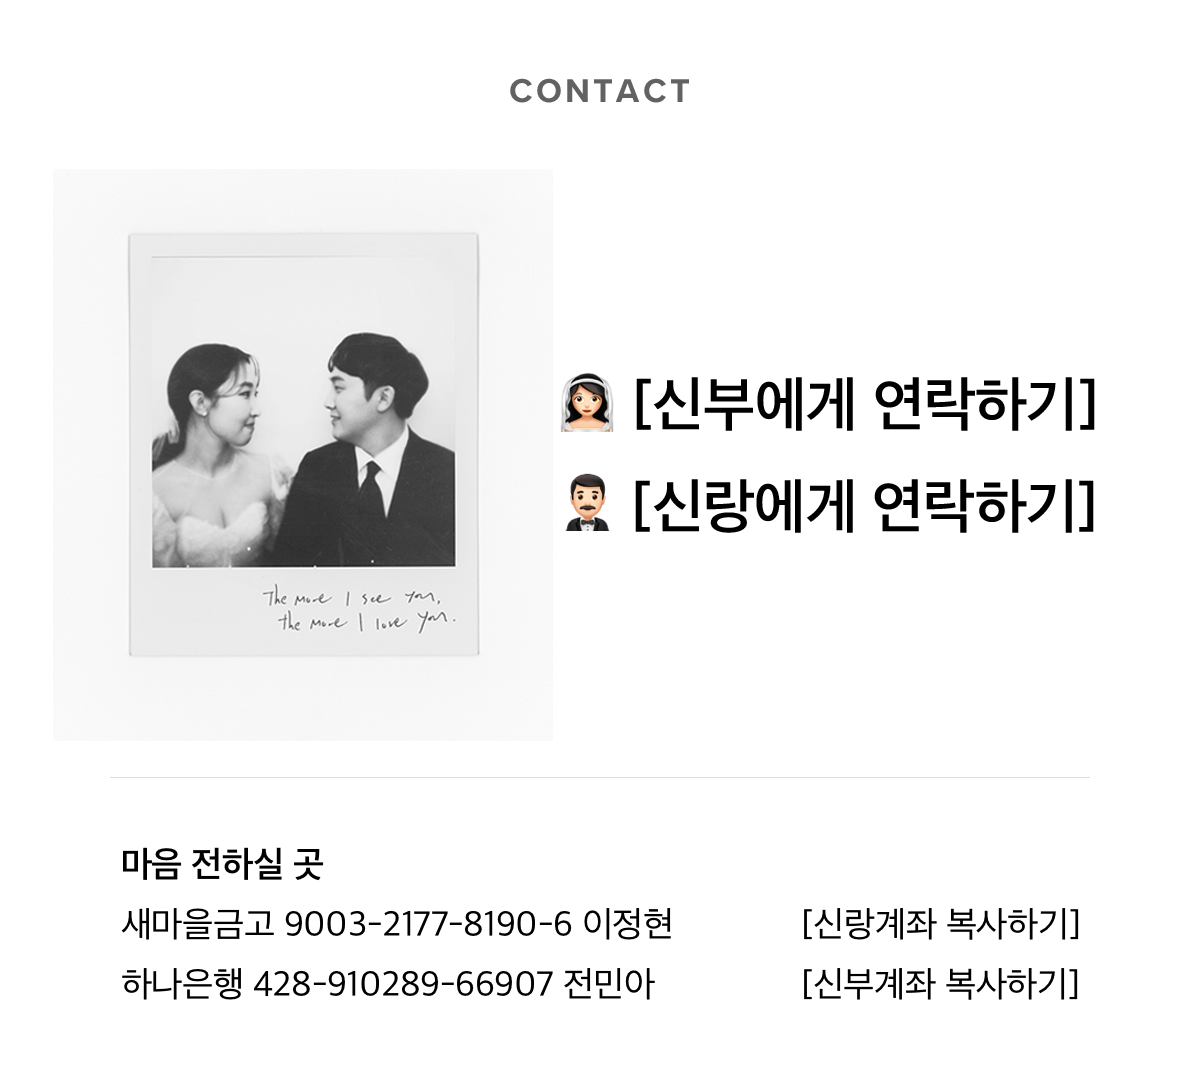 CONTACT
The more I see you,
the more I love you.
[신부에게 연락하기]
[신랑에게 연락하기]
마음 전하실 곳
새마을금고 9003-2177-8190-6 이정현 [신랑계좌 복사하기]
하나은행 428-910289-66907 전민아 [신부계좌 복사하기]